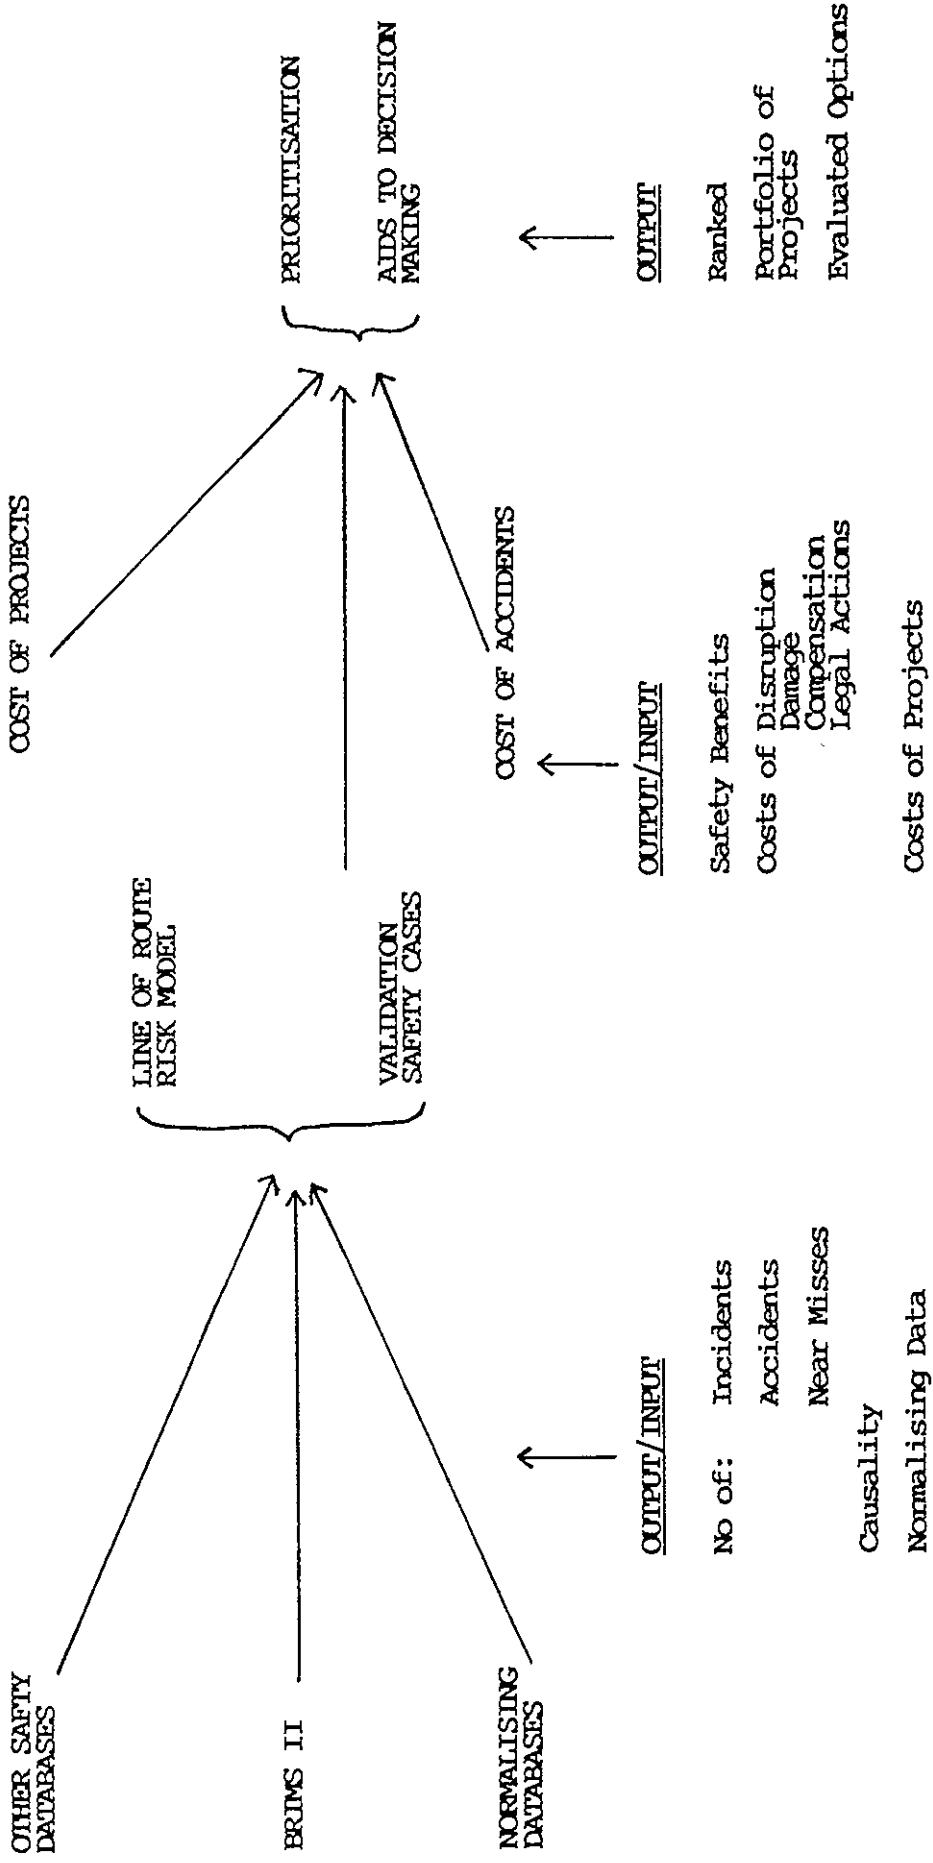 OTHER SAFTY
DATABASES
BRIMS II
NORMALISING
DATABASES
LINE OF ROUTE
RISK MODEL
VALIDATION
SAFETY CASES
COST OF PROJECTS
COST OF ACCIDENTS
PRIORITISATION
AIDS TO DECISION
MAKING
OUTPUT/INPUT
No of: Incidents
Accidents
Near Misses
Causality
Normalising Data
OUTPUT/INPUT
Safety Benefits
Costs of Disruption
Damage
Compensation
Legal Actions
Costs of Projects
OUTPUT
Ranked
Portfolio of
Projects
Evaluated Options